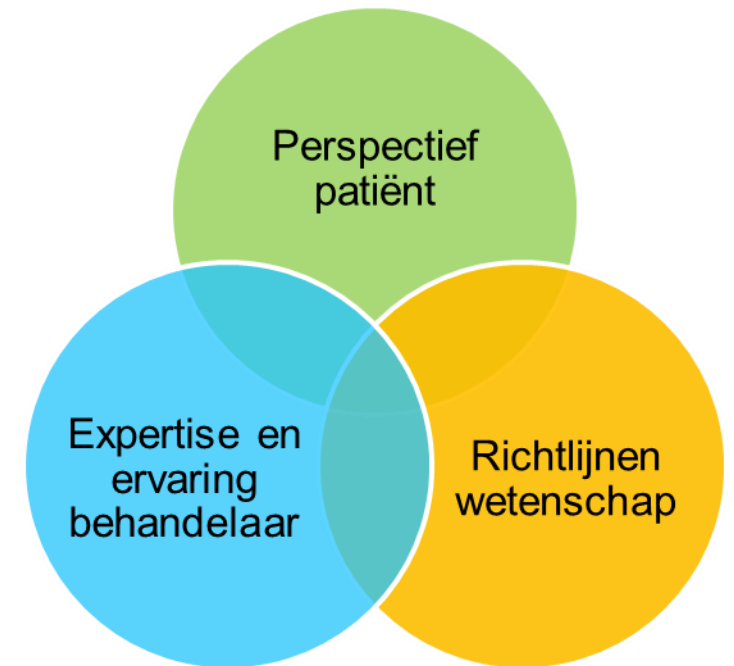 Perspectief
patiënt
Expertise en
ervaring
behandelaar
Richtlijnen
wetenschap